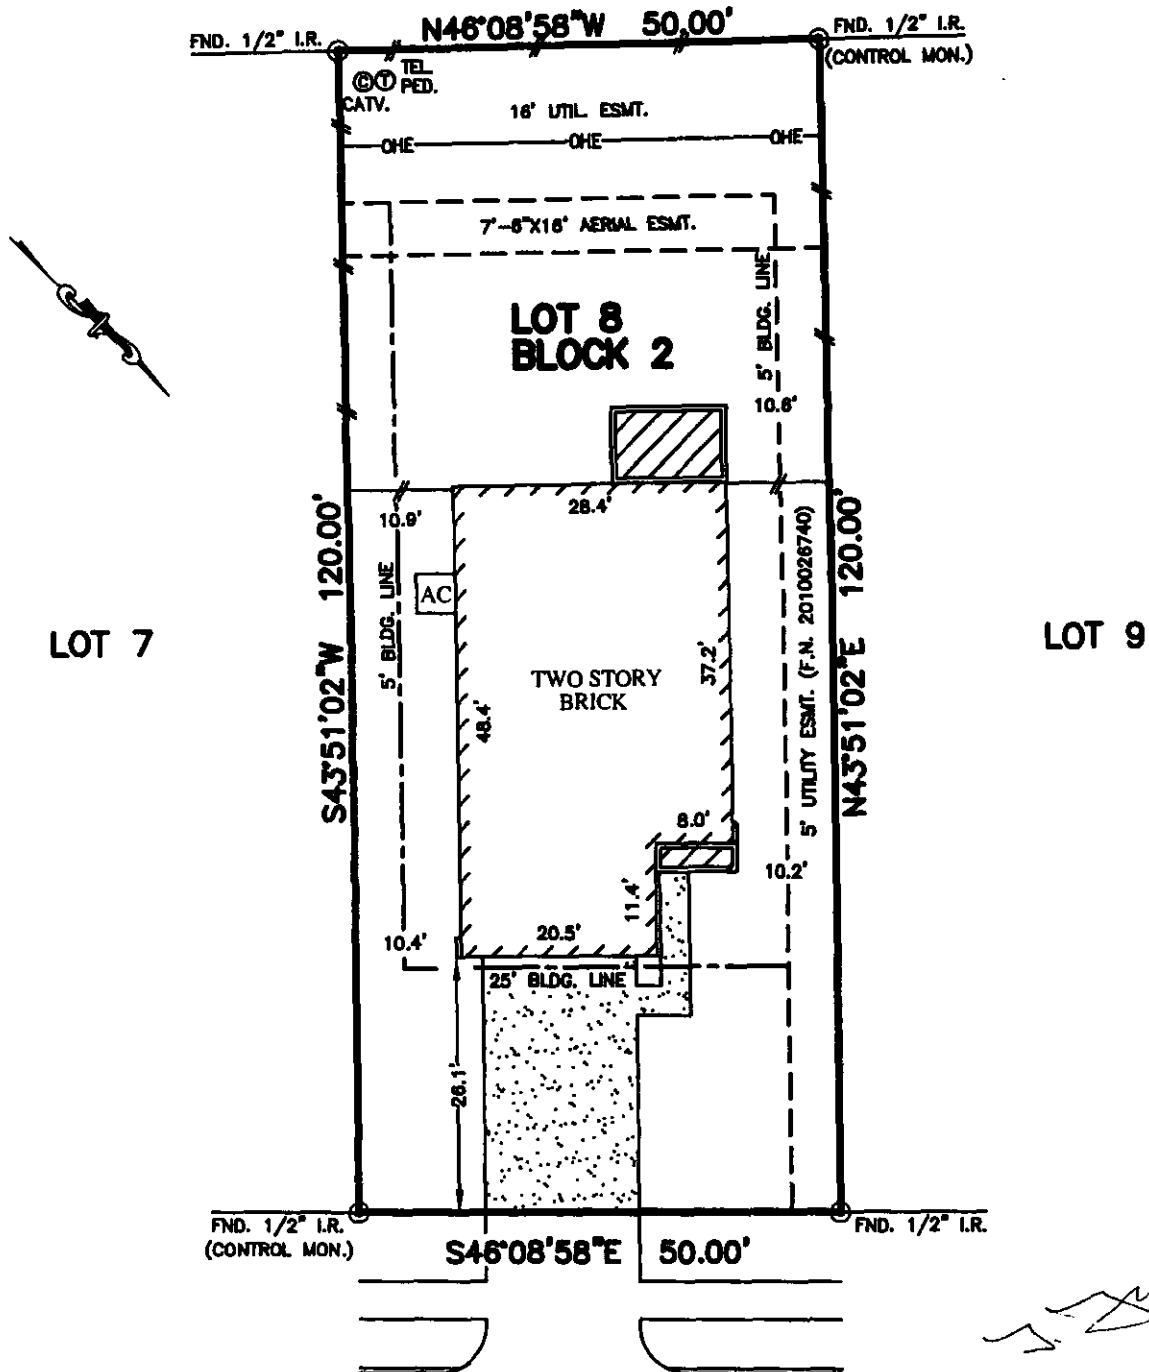 N46°08'58"W 50.00'
FND. 1/2" I.R.
FND. 1/2" I.R.
(CONTROL MON.)
C T TEL.
PED.
CATV.
16' UTIL. ESMT.
OHE OHE OHE
7'-6"X16' AERIAL ESMT.
5' BLDG. LINE
LOT 8
BLOCK 2
10.6'
28.4'
10.9'
S43°51'02"W 120.00'
5' BLDG. LINE
AC
LOT 7
TWO STORY
BRICK
48.4'
37.2'
5' UTILITY ESMT. (F.N. 2010026740)
N43°51'02"E 120.00'
LOT 9
8.0'
10.2'
11.4'
20.5'
10.4'
25' BLDG. LINE
26.1'
FND. 1/2" I.R.
(CONTROL MON.)
S46°08'58"E 50.00'
FND. 1/2" I.R.